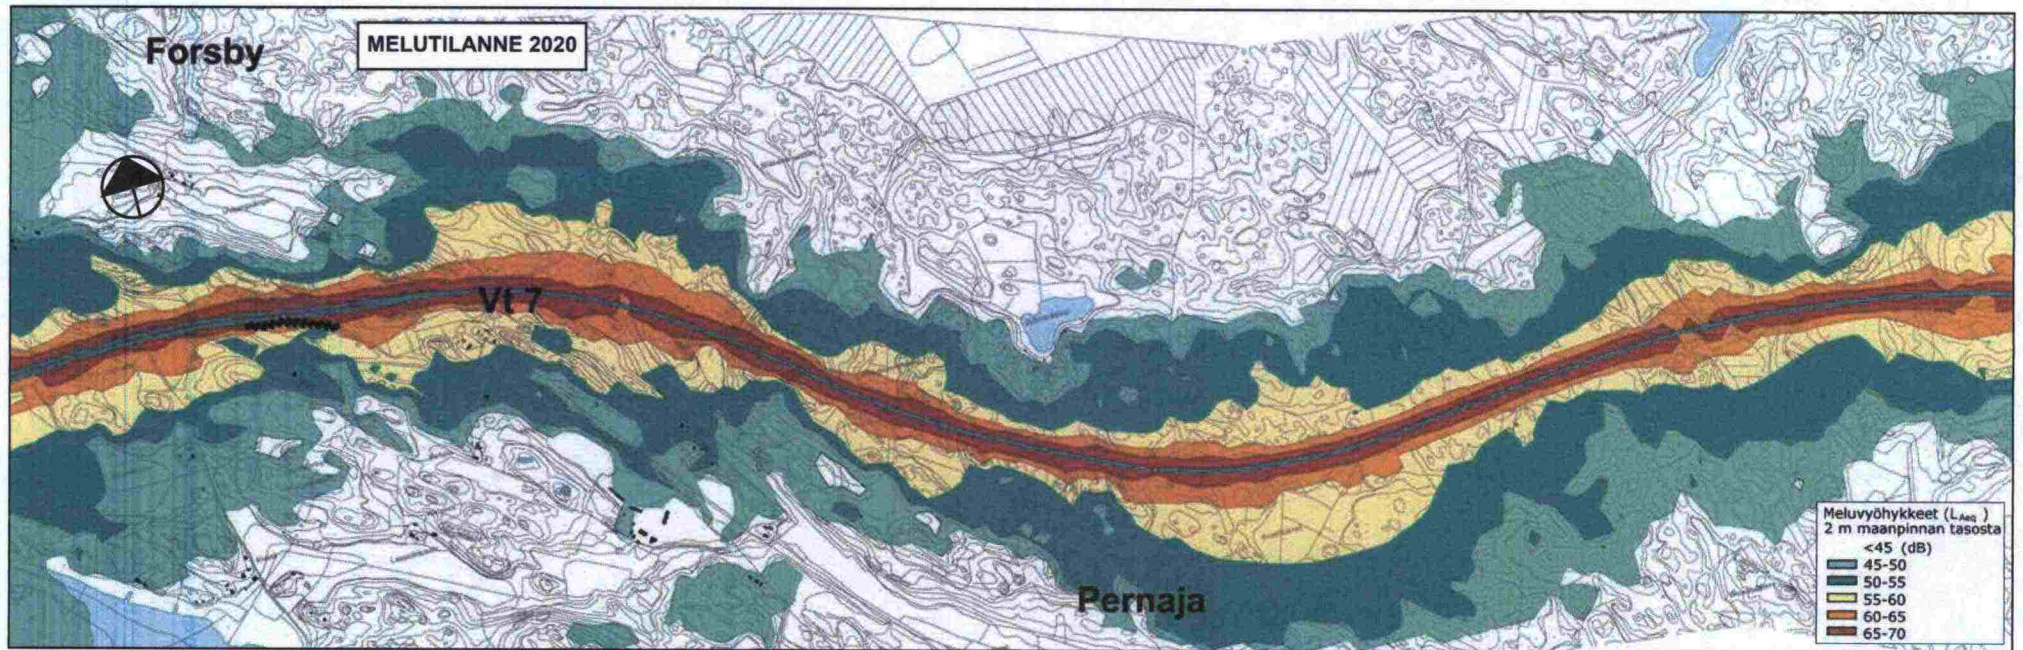 Forsby
MELUTILANNE 2020
Vt 7
Pernaja
Meluvyöhykkeet (LAeq )
2 m maanpinnan tasosta
<45 (dB)
45-50
50-55
55-60
60-65
65-70